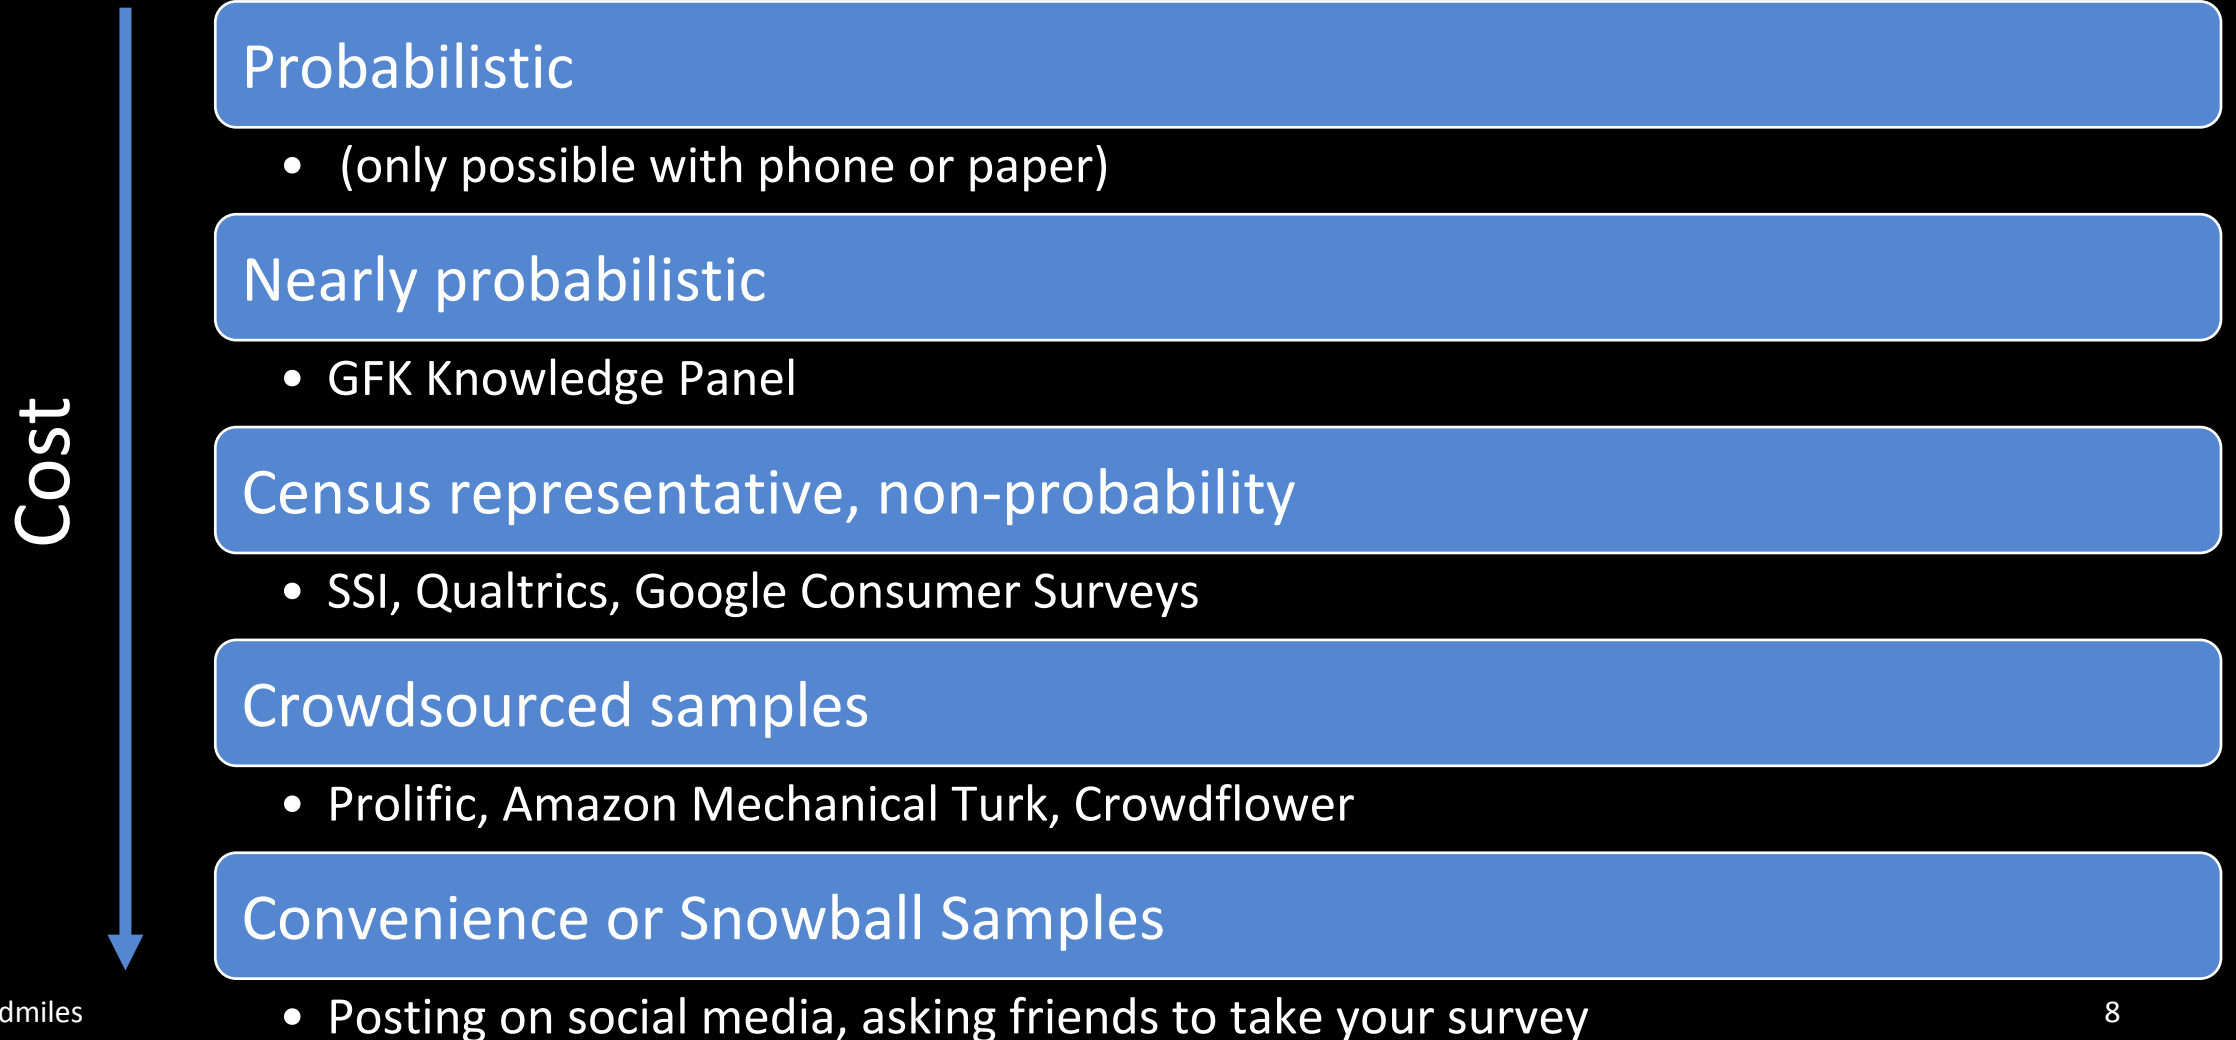 Cost
Probabilistic
• (only possible with phone or paper)
Nearly probabilistic
• GFK Knowledge Panel
Census representative, non-probability
• SSI, Qualtrics, Google Consumer Surveys
Crowdsourced samples
• Prolific, Amazon Mechanical Turk, Crowdflower
Convenience or Snowball Samples
• Posting on social media, asking friends to take your survey
dmiles
8